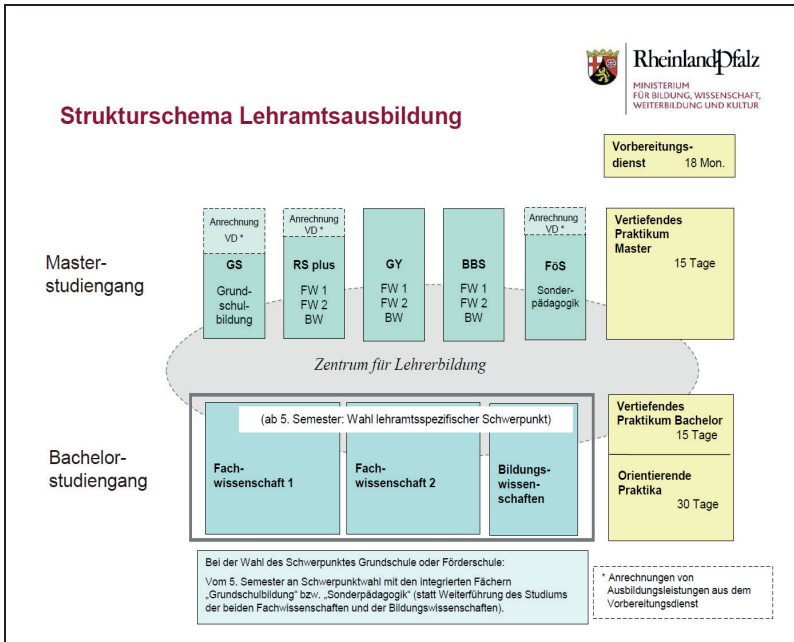 RheinlandPfalz
MINISTERIUM
FÜR BILDUNG, WISSENSCHAFT,
WEITERBILDUNG UND KULTUR
Strukturschema Lehramtsausbildung
Vorbereitungs-
dienst 18 Mon.
Master-
studiengang
Anrechnung
VD *
GS
Grund-
schul-
bildung
Anrechnung
VD *
RS plus
FW 1
FW 2
BW
GY
FW 1
FW 2
BW
BBS
FW 1
FW 2
BW
Anrechnung
VD *
FöS
Sonder-
pädagogik
Vertiefendes
Praktikum
Master
15 Tage
Zentrum für Lehrerbildung
Bachelor-
studiengang
(ab 5. Semester: Wahl lehramtsspezifischer Schwerpunkt)
Fach-
wissenschaft 1
Fach-
wissenschaft 2
Bildungs-
wissen-
schaften
Vertiefendes
Praktikum Bachelor
15 Tage
Orientierende
Praktika
30 Tage
Bei der Wahl des Schwerpunktes Grundschule oder Förderschule:
Vom 5. Semester an Schwerpunktwahl mit den integrierten Fächern
„Grundschulbildung" bzw. „Sonderpädagogik" (statt Weiterführung des Studiums
der beiden Fachwissenschaften und der Bildungswissenschaften).
* Anrechnungen von
Ausbildungsleistungen aus dem
Vorbereitungsdienst